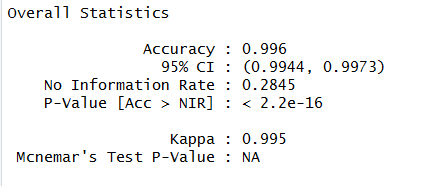 Overall Statistics
Accuracy : 0.996
95% CI : (0.9944, 0.9973)
No Information Rate : 0.2845
P-Value [Acc > NIR] : < 2.2e-16
Kappa : 0.995
Mcnemar's Test P-Value : NA